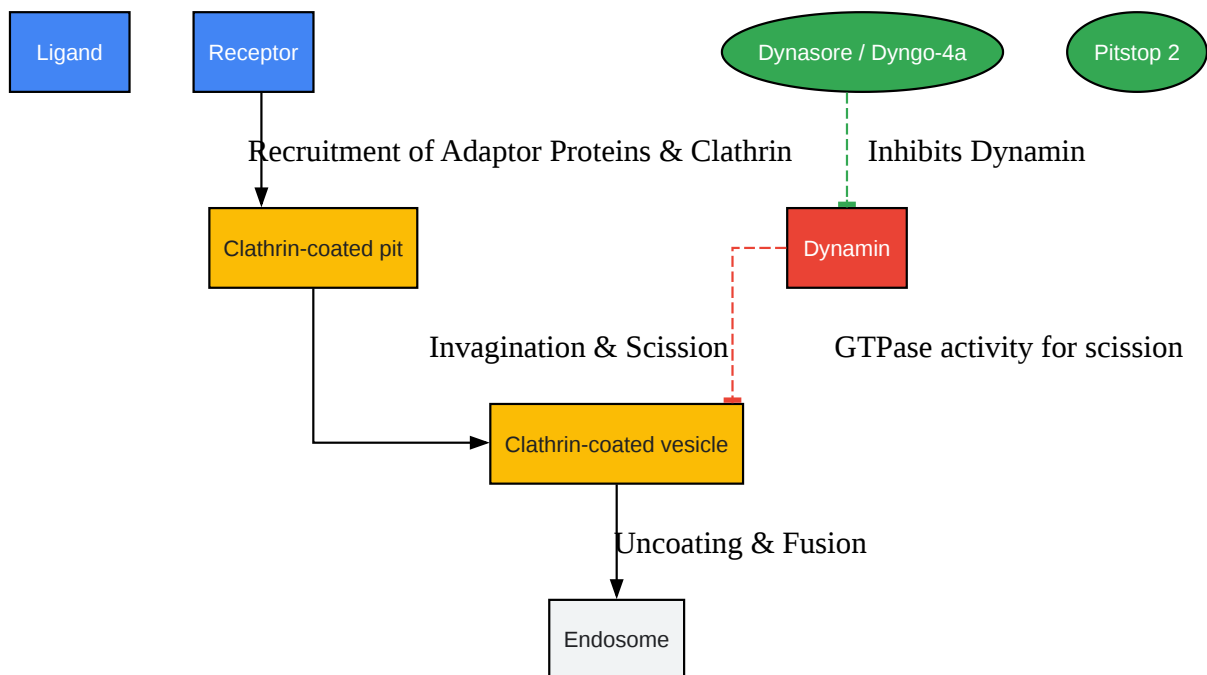 Ligand
Receptor
Dynasore / Dyngo-4a
Pitstop 2
Recruitment of Adaptor Proteins & Clathrin
Inhibits Dynamin
Clathrin-coated pit
Dynamin
Invagination & Scission
GTPase activity for scission
Clathrin-coated vesicle
Uncoating & Fusion
Endosome